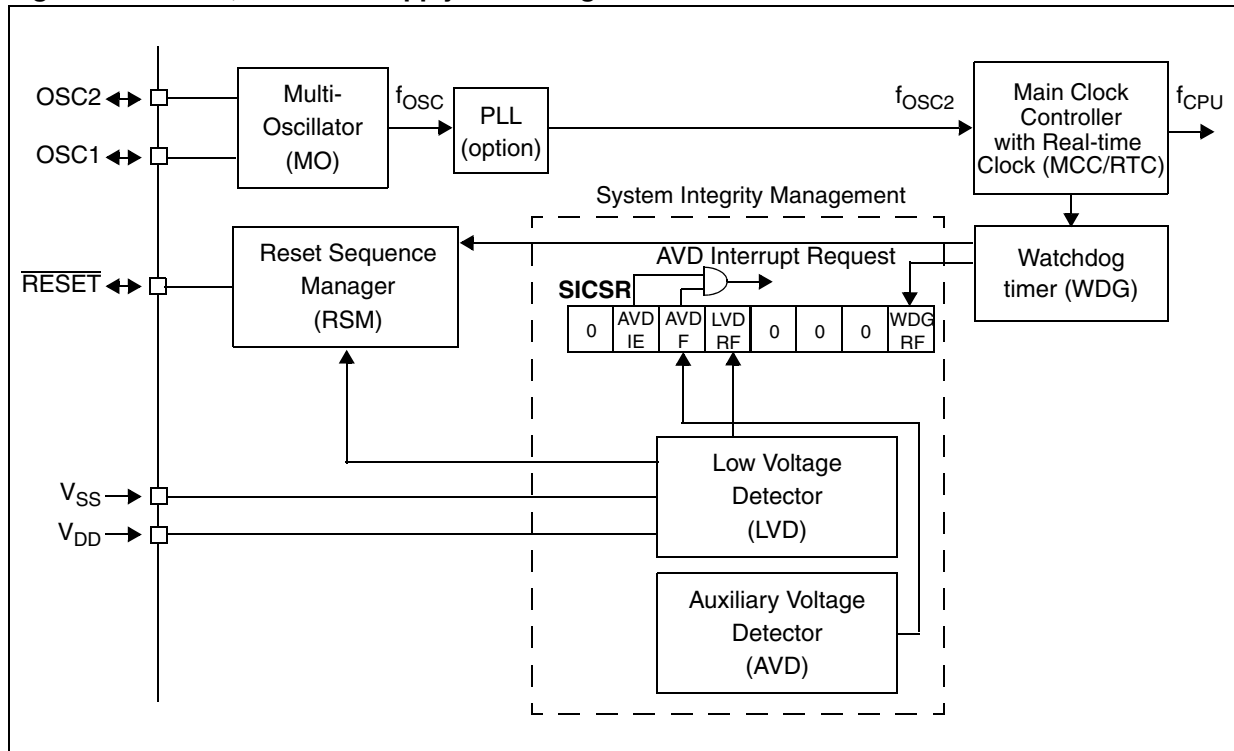 OSC2
OSC1
Multi-
Oscillator
(MO)
fOSC
PLL
(option)
fOSC2
Main Clock
Controller
with Real-time
Clock (MCC/RTC)
fCPU
System Integrity Management
RESET
Reset Sequence
Manager
(RSM)
AVD Interrupt Request
SICSR
0 AVD IE AVD F LVD RF 0 0 0 WDG RF
Watchdog
timer (WDG)
VSS
VDD
Low Voltage
Detector
(LVD)
Auxiliary Voltage
Detector
(AVD)